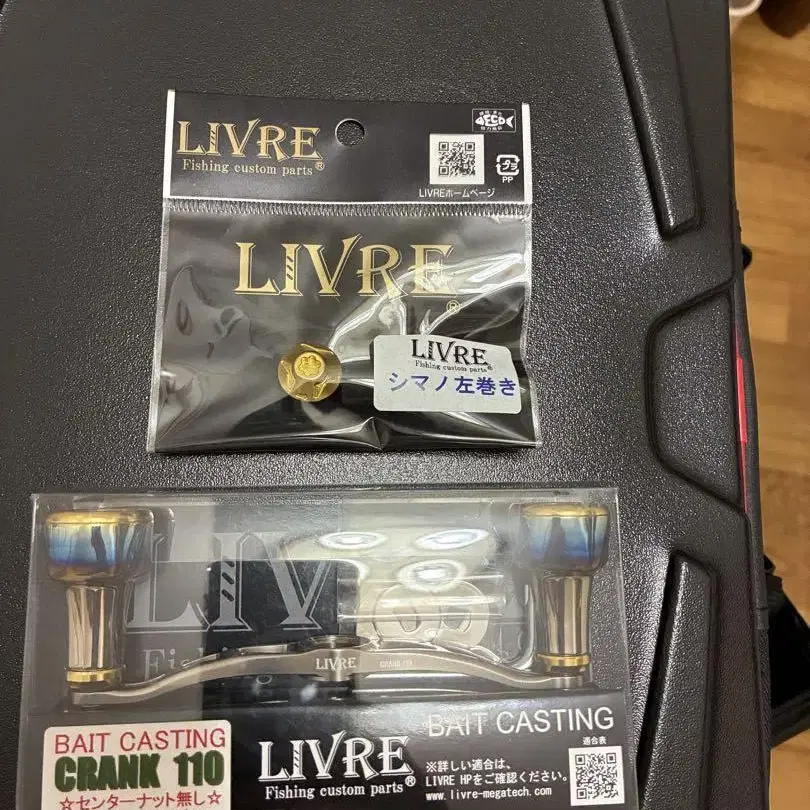 LIVRE
Fishing custom parts®
LIVREホームページ
PP
LIVRE
®
LIVRE
Fishing custom parts®
シマノ左巻き
LIV
Fishing
LIVRE CRANK 110
BAIT CASTING
BAIT CASTING
CRANK 110
☆センターナット無し☆
LIVRE
Fishing custom parts®
※詳しい適合は、
LIVRE HPをご確認ください。
www.livre-megatech.com
適合表